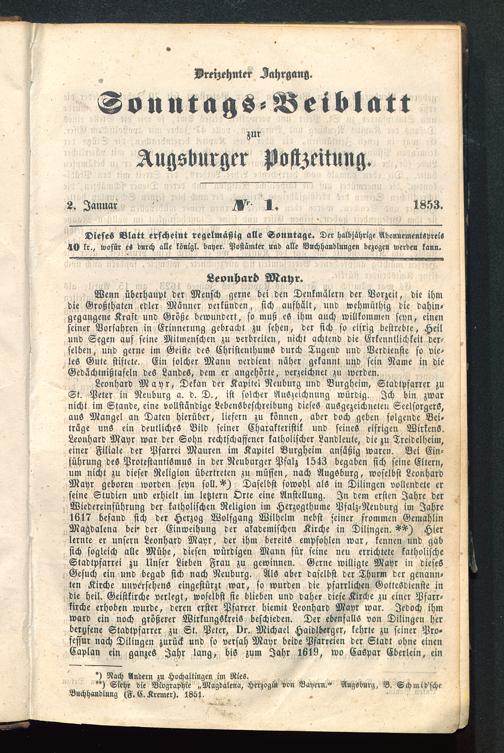 Dreizehnter Jahrgang.
Sonntags-Beiblatt
zur
Augsburger Postzeitung.
2. Januar Nr. 1. 1853.
Dieses Blatt erscheint regelmäßig alle Sonntage. Der halbjährige Abonnementspreis
40 kr., wofür es durch alle königl. bayer. Postämter und alle Buchhandlungen bezogen werden kann.
Leonhard Mayr.
Wenn überhaupt der Mensch gerne bei den Denkmälern der Vorzeit, die ihm
die Großthaten edler Männer verkünden, sich aufhält, und wehmüthig die dahin-
gegangene Kraft und Größe bewundert, so muß es ihm auch willkommen seyn, einen
seiner Vorfahren in Erinnerung gebracht zu sehen, der sich so eifrig bestrebte, Heil
und Segen auf seine Mitmenschen zu verbreiten, nicht achtend die Erkenntlichkeit der-
selben, und gerne im Geiste des Christenthums durch Tugend und Verdienste so vie-
les Gute stiftete. Ein solcher Mann verdient näher gekannt und sein Name in die
Gedächtnißtafeln des Landes, dem er angehörte, verzeichnet zu werden.
Leonhard Mayr, Dekan der Kapitel Neuburg und Burgheim, Stadtpfarrer zu
St. Peter in Neuburg a. d. D., ist solcher Auszeichnung würdig. Ich bin zwar
nicht im Stande, eine vollständige Lebensbeschreibung dieses ausgezeichneten Seelsorgers,
aus Mangel an Daten hierüber, liefern zu können, aber doch geben folgende Bei-
träge uns ein deutliches Bild seiner Charakteristik und seines eifrigen Wirkens.
Leonhard Mayr war der Sohn rechtschaffener katholischer Landleute, die zu Treidelheim,
einer Filiale der Pfarrei Mauren im Kapitel Burgheim ansäßig waren. Bei Ein-
führung des Protestantismus in der Neuburger Pfalz 1543 begaben sich seine Eltern,
um nicht zu dieser Religion übertreten zu müssen, nach Augsburg, woselbst Leonhard
Mayr geboren worden seyn soll.*) Daselbst sowohl als in Dilingen vollendete er
seine Studien und erhielt im letztern Orte eine Anstellung. In dem ersten Jahre der
Wiedereinführung der katholischen Religion im Herzogthume Pfalz-Neuburg im Jahre
1617 befand sich der Herzog Wolfgang Wilhelm nebst seiner frommen Gemahlin
Magdalena bei der Einweihung der akademischen Kirche in Dilingen.**) Hier
lernte er unsern Leonhard Mayr, der ihm bereits empfohlen war, kennen und gab
sich sogleich alle Mühe, diesen würdigen Mann für seine neu errichtete katholische
Stadtpfarrei zu Unser Lieben Frau zu gewinnen. Gerne willigte Mayr in dieses
Gesuch ein und begab sich nach Neuburg. Als aber daselbst der Thurm der genann-
ten Kirche unversehens eingestürzt war, so wurden die pfarrlichen Gottesdienste in
die heil. Geistkirche verlegt, woselbst sie blieben und daher diese Kirche zu einer Pfarr-
kirche erhoben wurde, deren erster Pfarrer hiemit Leonhard Mayr war. Jedoch ihm
ward ein noch größerer Wirkungskreis beschieden. Der ebenfalls von Dilingen her
berufene Stadtpfarrer zu St. Peter, Dr. Michael Haidlberger, kehrte zu seiner Pro-
fessur nach Dilingen zurück und so versah Mayr beide Pfarreien der Stadt ohne einen
Caplan ein ganzes Jahr lang, bis zum Jahr 1619, wo Caspar Eberlein, ein
*) Nach Andern zu Hochaltingen im Ries.
**) Siehe die Biographie „Magdalena, Herzogin von Bayern.“ Augsburg, B. Schmid'sche
Buchhandlung (F. C. Kremer). 1851.